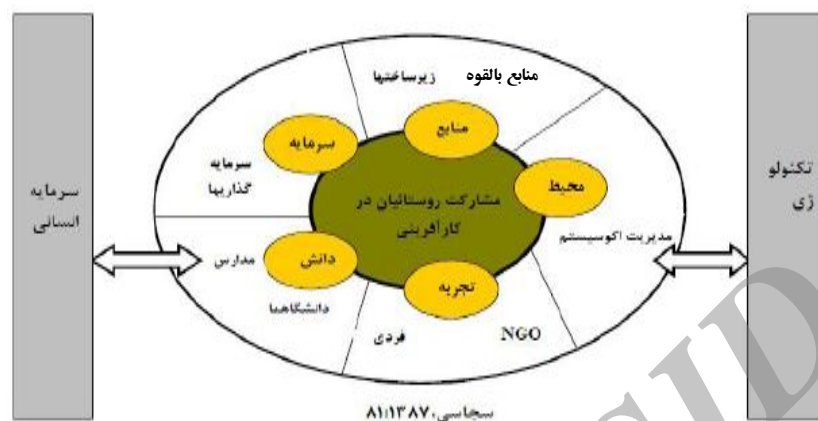 منابع بالقوه
زیرساختها
منابع
سرمایه
سرمایه
گذاریها
محیط
مشارکت روستائیان در
کارآفرینی
مدیریت اکوسیستم
دانش
مدارس
دانشگاهها
تجربه
فردی
NGO
تکنولو
ژی
سرمایه
انسانی
سجاسی، ۸۱:۱۳۸۷
SID